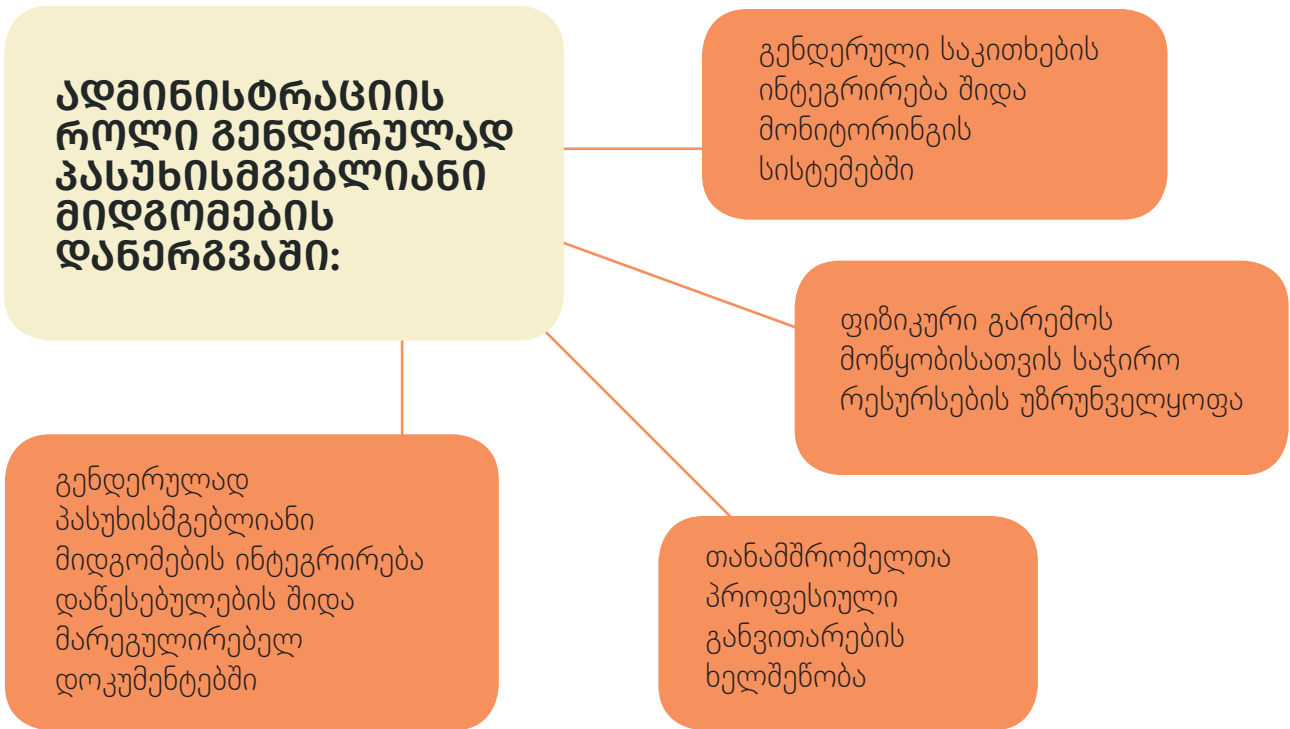 ადმინისტრაციის
როლი გენდერულად
პასუხისმგებლიანი
მიდგომების
დანერგვაში:
გენდერული საკითხების
ინტეგრირება შიდა
მონიტორინგის
სისტემებში
ფიზიკური გარემოს
მოწყობისათვის საჭირო
რესურსების უზრუნველყოფა
თანამშრომელთა
პროფესიული
განვითარების
ხელშეწობა
გენდერულად
პასუხისმგებლიანი
მიდგომების ინტეგრირება
დაწესებულების შიდა
მარეგულირებელ
დოკუმენტებში